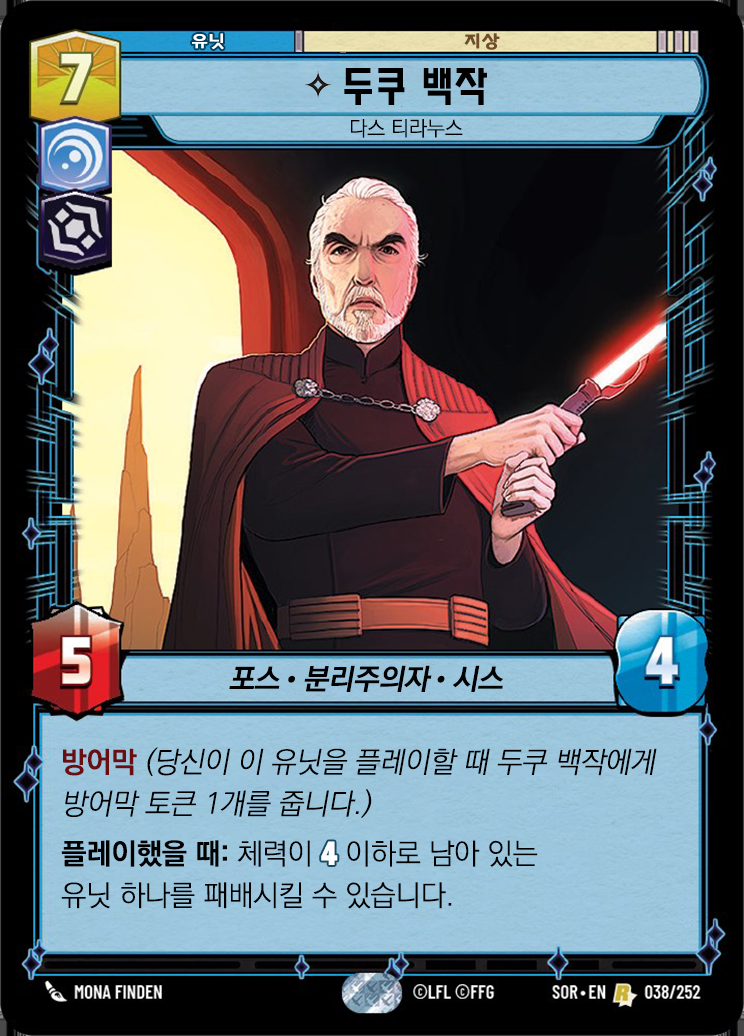 유닛
지상
7
두쿠 백작
다스 티라누스
5
4
포스 • 분리주의자 • 시스
방어막 (당신이 이 유닛을 플레이할 때 두쿠 백작에게
방어막 토큰 1개를 줍니다.)
플레이했을 때: 체력이 4 이하로 남아 있는
유닛 하나를 패배시킬 수 있습니다.
MONA FINDEN
©LFL ©FFG
SOR • EN R 038/252